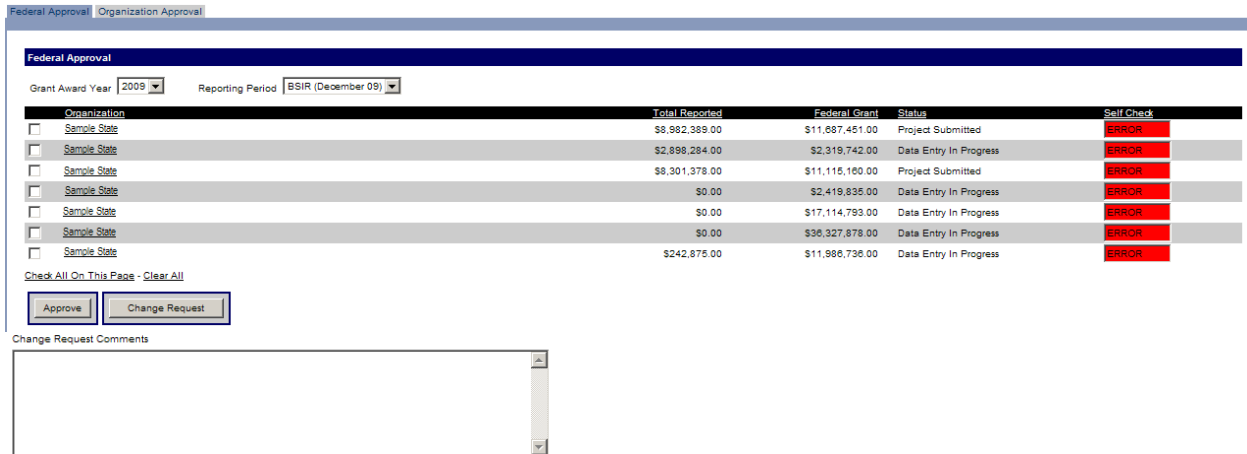 Federal Approval Organization Approval
Federal Approval
Grant Award Year 2009 Reporting Period BSIR (December 09)
Organization Total Reported Federal Grant Status Self Check
Sample State $8,982,389.00 $11,687,451.00 Project Submitted ERROR
Sample State $2,898,284.00 $2,319,742.00 Data Entry In Progress ERROR
Sample State $8,301,378.00 $11,115,160.00 Project Submitted ERROR
Sample State $0.00 $2,419,835.00 Data Entry In Progress ERROR
Sample State $0.00 $17,114,793.00 Data Entry In Progress ERROR
Sample State $0.00 $36,327,878.00 Data Entry In Progress ERROR
Sample State $242,875.00 $11,986,736.00 Data Entry In Progress ERROR
Check All On This Page - Clear All
Approve Change Request
Change Request Comments